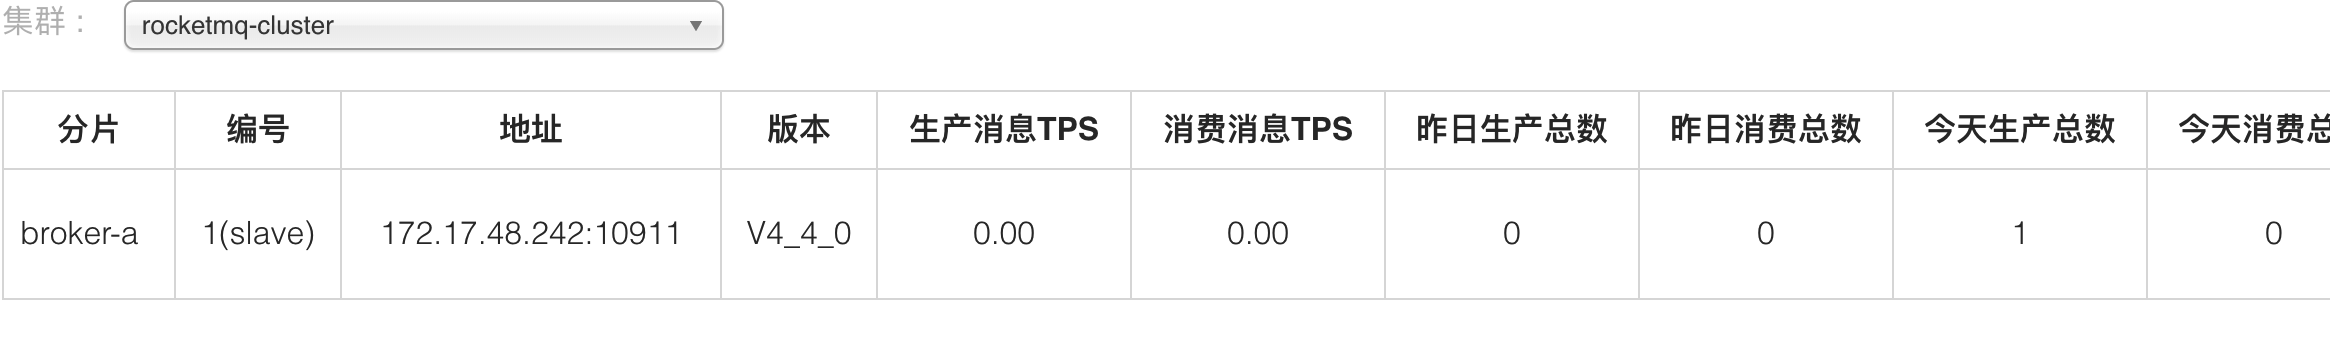 集群：
rocketmq-cluster
分片 编号 地址 版本 生产消息TPS 消费消息TPS 昨日生产总数 昨日消费总数 今天生产总数 今天消费总
broker-a 1(slave) 172.17.48.242:10911 V4_4_0 0.00 0.00 0 0 1 0